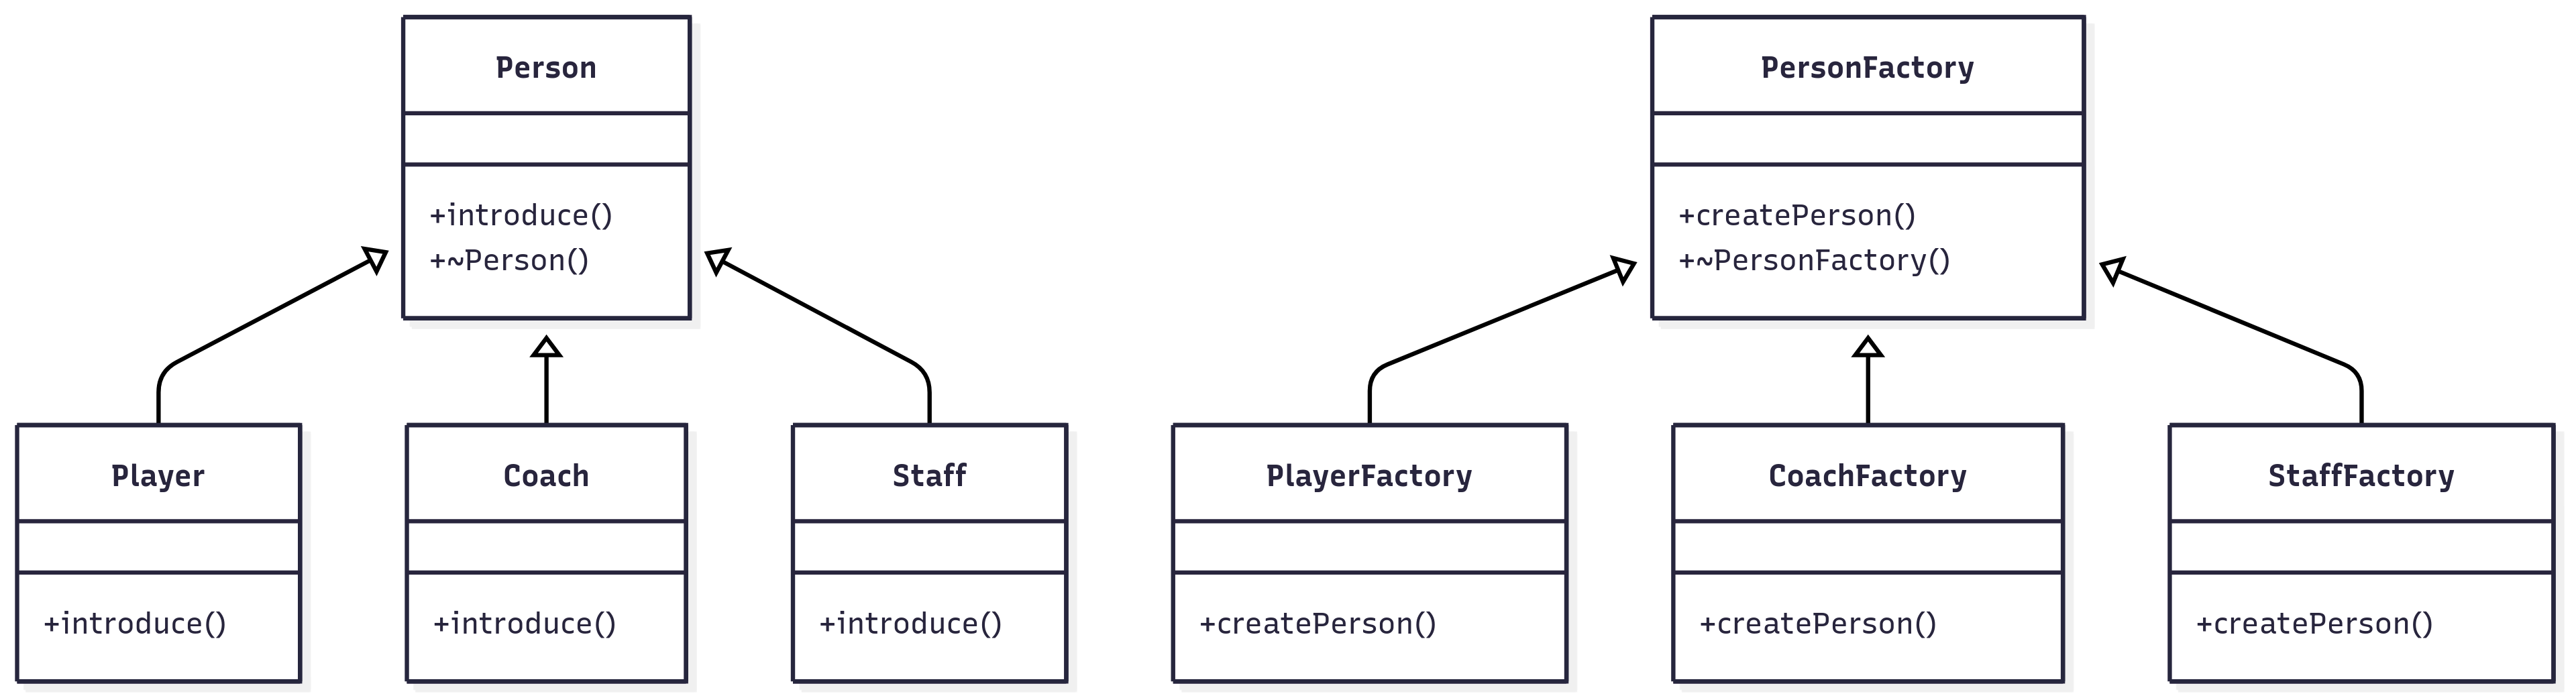 Person
+introduce()
+~Person()
PersonFactory
+createPerson()
+~PersonFactory()
Player
+introduce()
Coach
+introduce()
Staff
+introduce()
PlayerFactory
+createPerson()
CoachFactory
+createPerson()
StaffFactory
+createPerson()